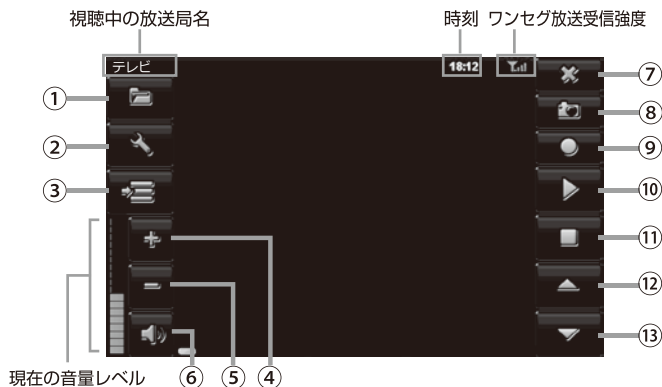 視聴中の放送局名
時刻
ワンセグ放送受信強度
テレビ
18:12
①
②
③
④
⑤
⑥
⑦
⑧
⑨
⑩
⑪
⑫
⑬
現在の音量レベル